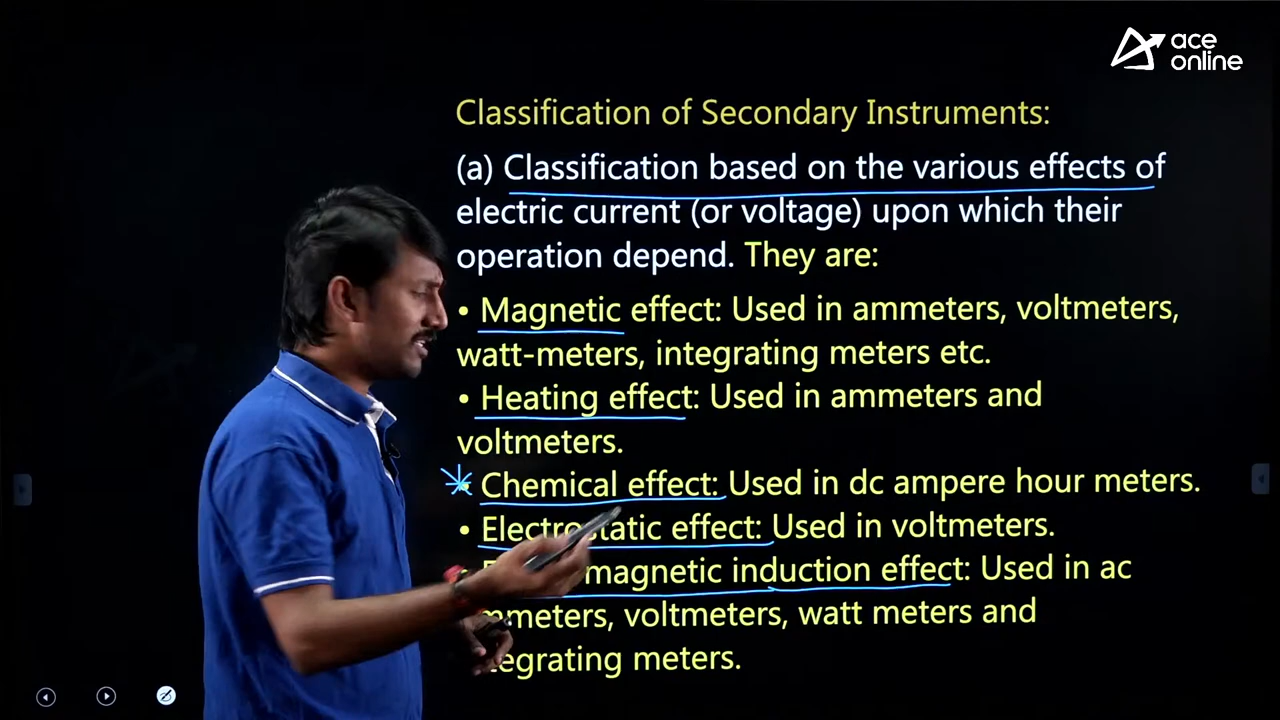 ace
online
Classification of Secondary Instruments:
(a) Classification based on the various effects of
electric current (or voltage) upon which their
operation depend. They are:
• Magnetic effect: Used in ammeters, voltmeters,
watt-meters, integrating meters etc.
• Heating effect: Used in ammeters and
voltmeters.
• Chemical effect: Used in dc ampere hour meters.
• Electrostatic effect: Used in voltmeters.
magnetic induction effect: Used in ac
mmeters, voltmeters, watt meters and
tegrating meters.